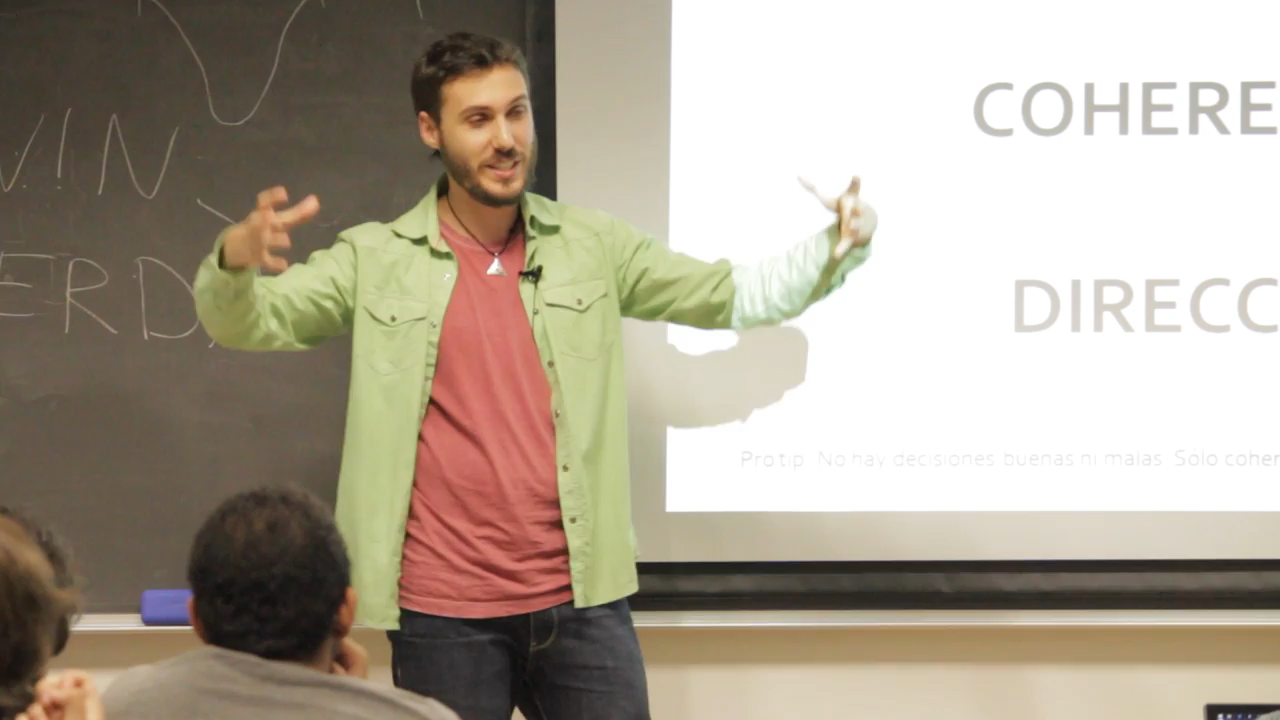 VIN
ERD
COHERE
DIRECC
Pro tip. No hay decisiones buenas ni malas. Sólo coher